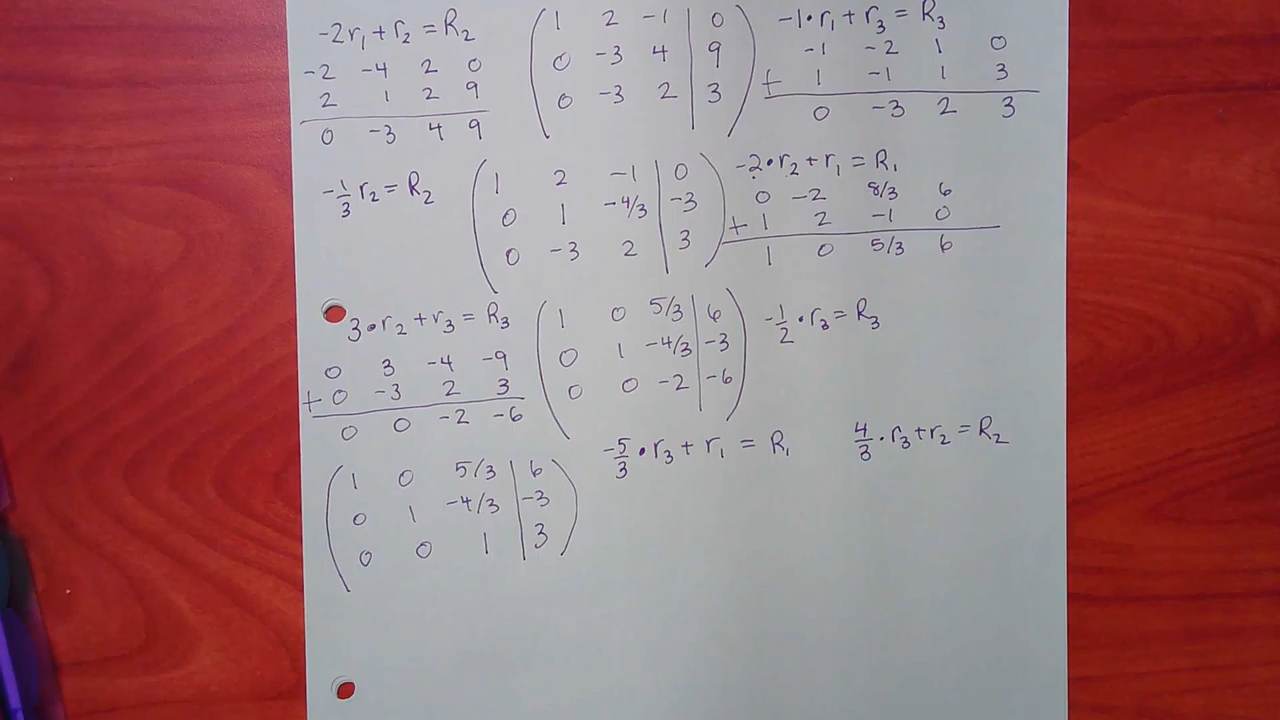 -2r₁ + r₂ = R₂
-2 -4 2 0
2 1 2 9
0 -3 4 9
1 2 -1 | 0
0 -3 4 | 9
0 -3 2 | 3
-1·r₁ + r₃ = R₃
-1 -2 1 0
+ 1 -1 1 3
0 -3 2 3
-1/3 r₂ = R₂
1 2 -1 | 0
0 1 -4/3 | -3
0 -3 2 | 3
-2·r₂ + r₁ = R₁
0 -2 8/3 6
+ 1 2 -1 0
1 0 5/3 6
3·r₂ + r₃ = R₃
0 3 -4 -9
+ 0 -3 2 3
0 0 -2 -6
1 0 5/3 | 6
0 1 -4/3 | -3
0 0 -2 | -6
-1/2·r₃ = R₃
1 0 5/3 | 6
0 1 -4/3 | -3
0 0 1 | 3
-5/3·r₃ + r₁ = R₁
4/3·r₃ + r₂ = R₂